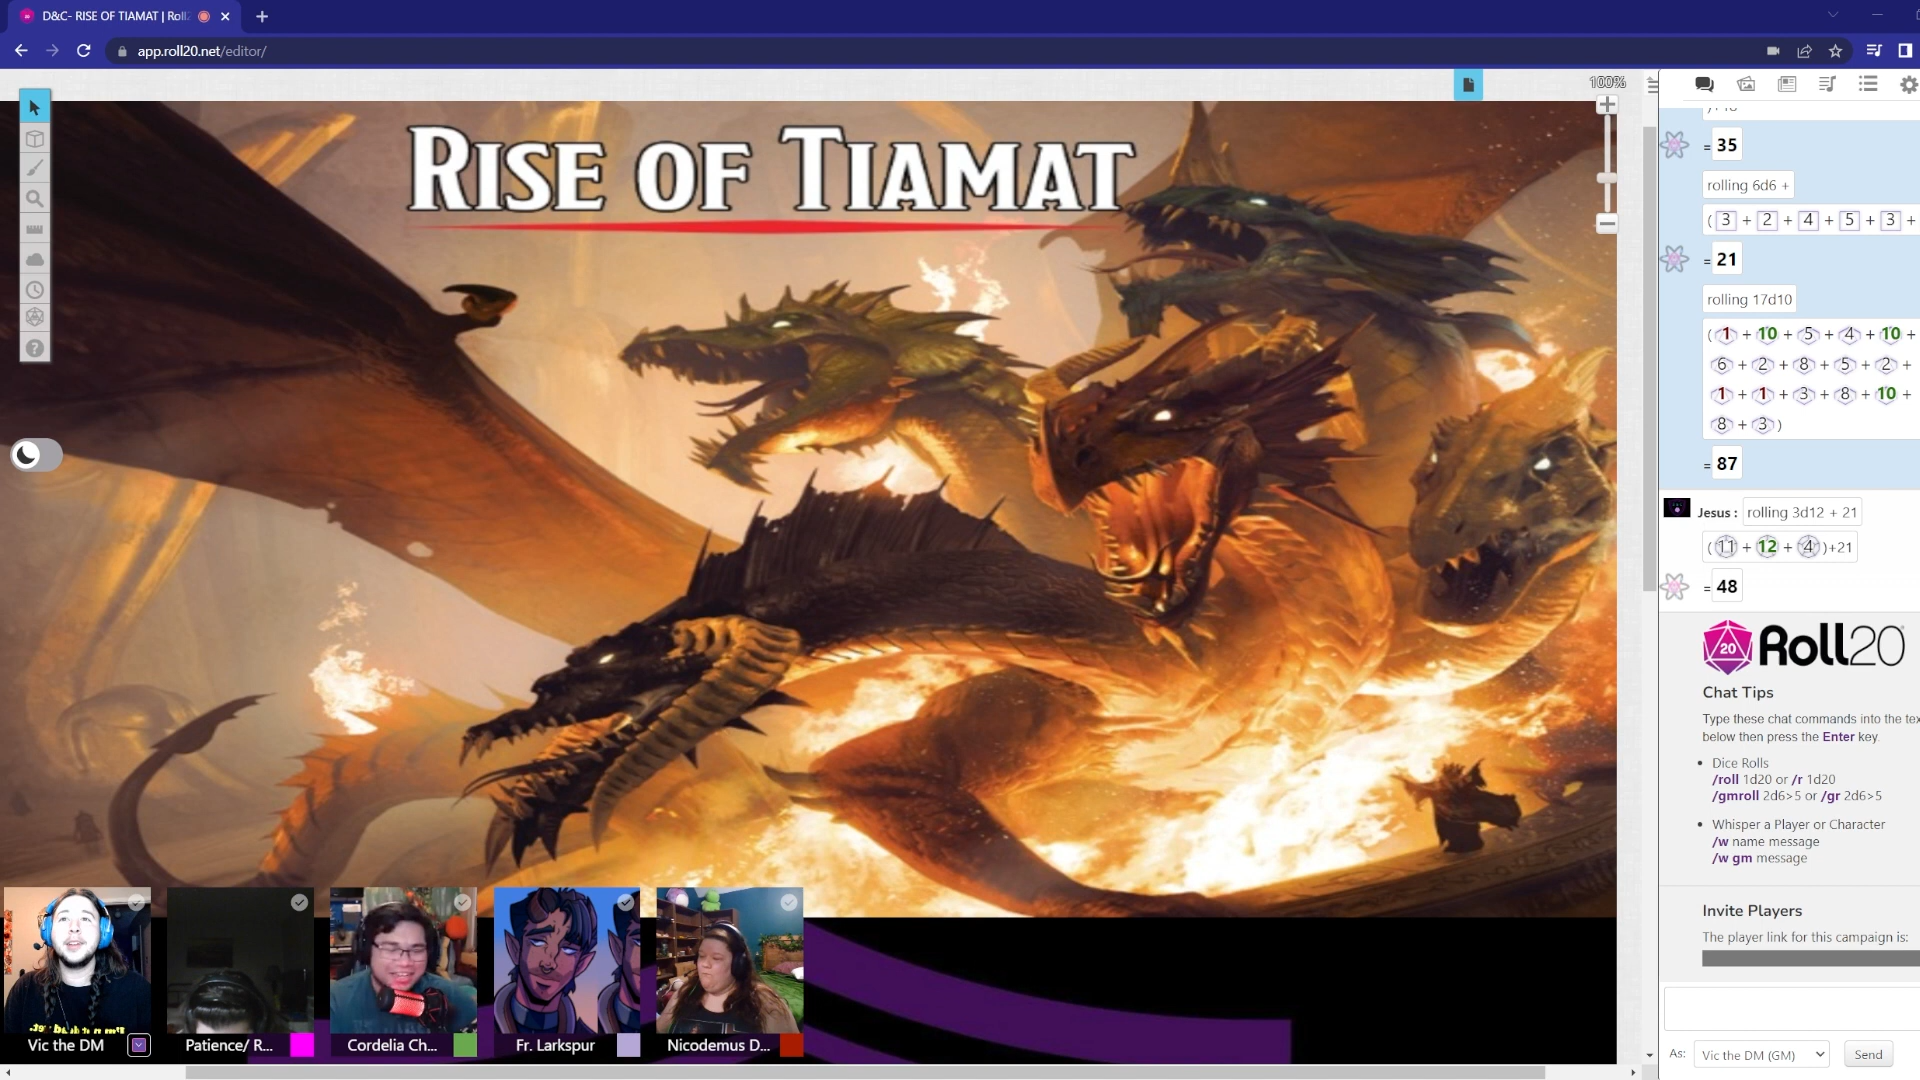 D&C- RISE OF TIAMAT | Roll2
app.roll20.net/editor/
100%
RISE OF TIAMAT
= 35
rolling 6d6 +
( 3 + 2 + 4 + 5 + 3 +
= 21
rolling 17d10
( 1 + 10 + 5 + 4 + 10 +
6 + 2 + 8 + 5 + 2 +
1 + 1 + 3 + 8 + 10 +
8 + 3 )
= 87
Jesus : rolling 3d12 + 21
( 11 + 12 + 4 )+21
= 48
20 Roll20
Chat Tips
Type these chat commands into the tex
below then press the Enter key.
• Dice Rolls
/roll 1d20 or /r 1d20
/gmroll 2d6>5 or /gr 2d6>5
• Whisper a Player or Character
/w name message
/w gm message
Invite Players
The player link for this campaign is:
Vic the DM
Patience/ R...
Cordelia Ch...
Fr. Larkspur
Nicodemus D...
As: Vic the DM (GM) Send